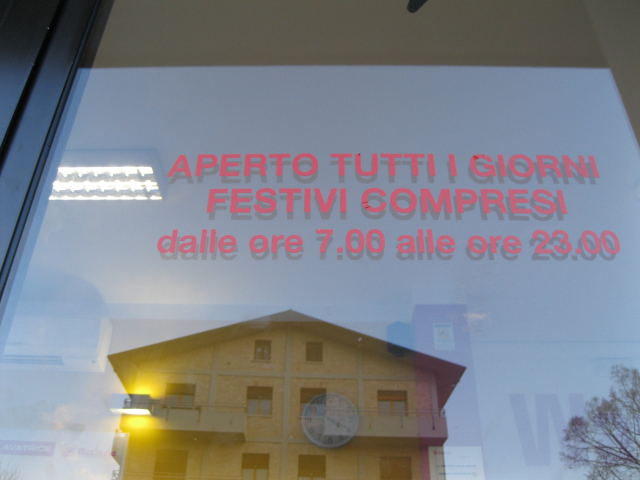 APERTO TUTTI I GIORNI
FESTIVI COMPRESI
dalle ore 7.00 alle ore 23.00
W